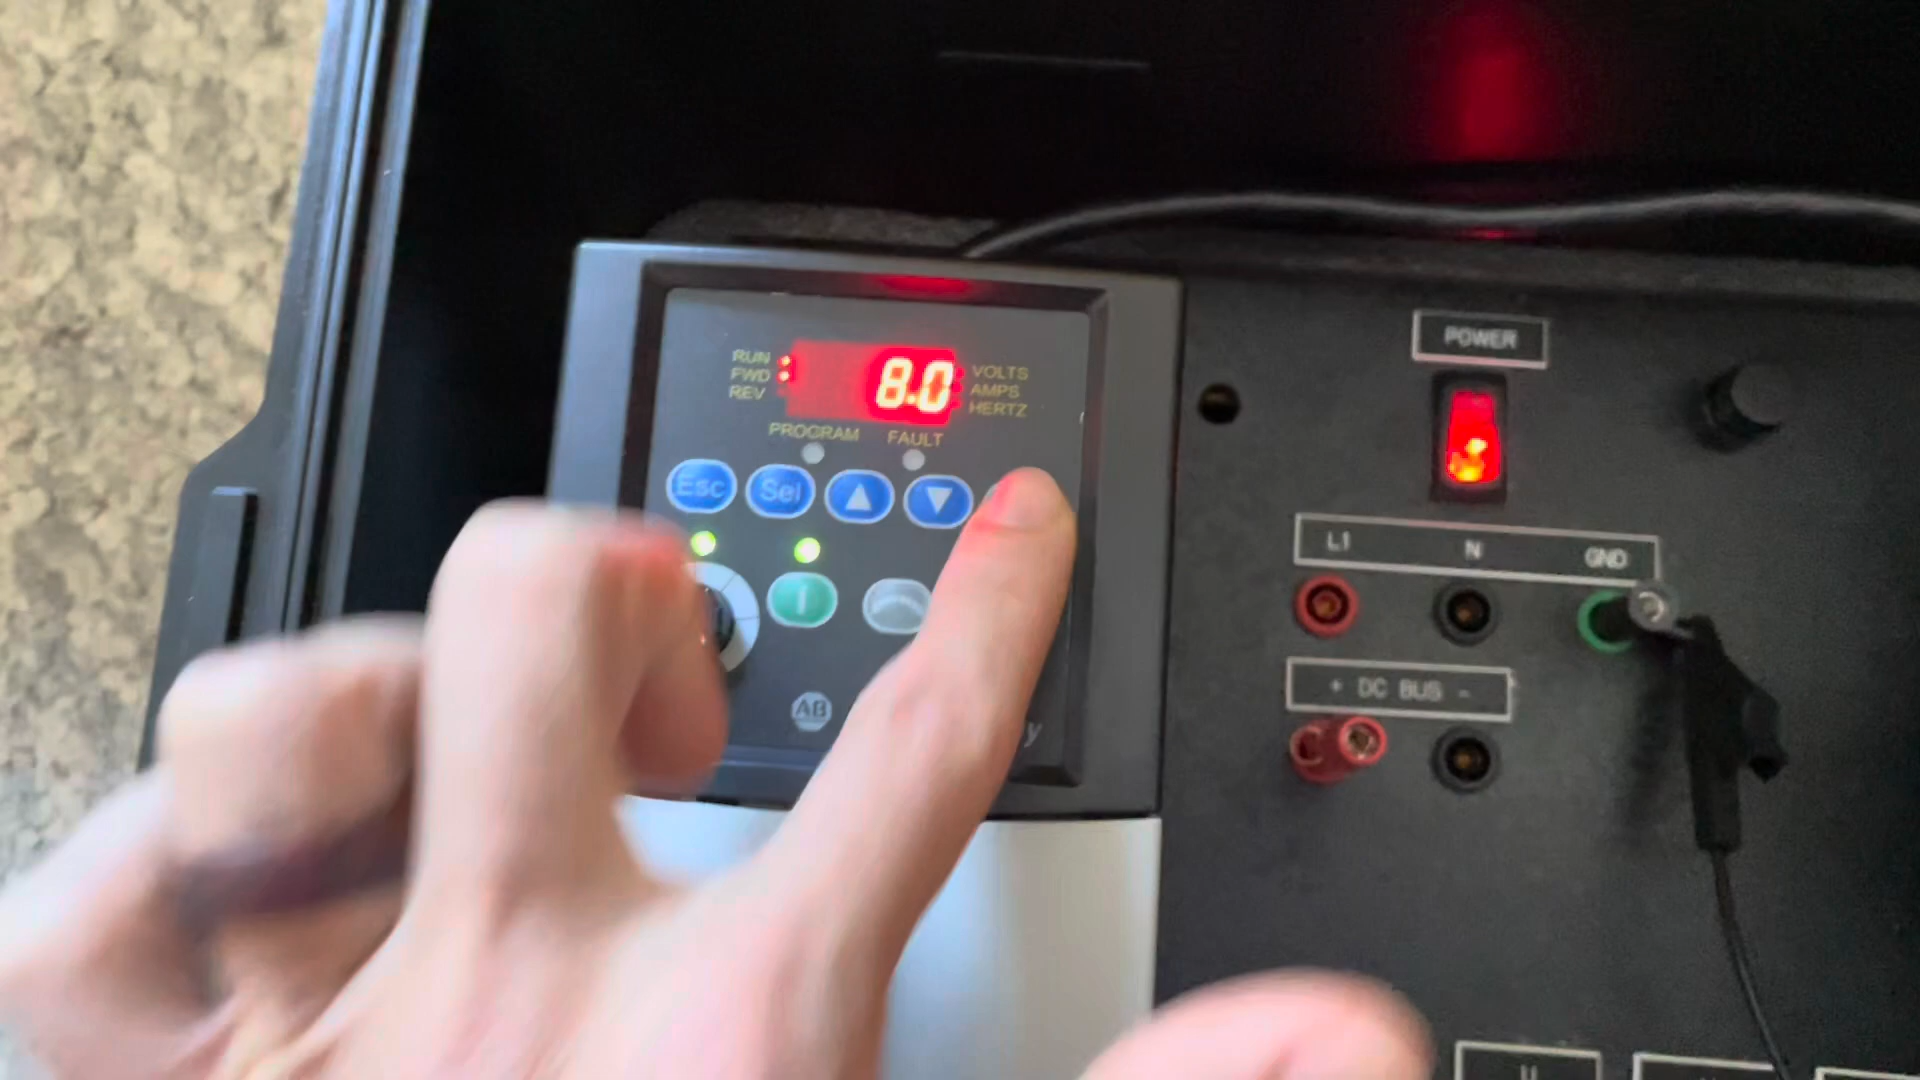 RUN
FWD
REV
8.0
VOLTS
AMPS
HERTZ
PROGRAM FAULT
Esc Sel
AB
y
POWER
L1 N GND
+ DC BUS -
U